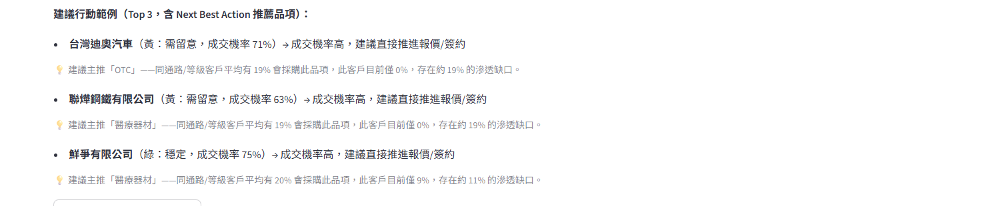 建議行動範例（Top 3，含 Next Best Action 推薦品項）：
• 台灣迪奧汽車（黃：需留意，成交機率 71%）→ 成交機率高，建議直接推進報價/簽約
💡 建議主推「OTC」——同通路/等級客戶平均有 19% 會採購此品項，此客戶目前僅 0%，存在約 19% 的滲透缺口。
• 聯燁鋼鐵有限公司（黃：需留意，成交機率 63%）→ 成交機率高，建議直接推進報價/簽約
💡 建議主推「醫療器材」——同通路/等級客戶平均有 19% 會採購此品項，此客戶目前僅 0%，存在約 19% 的滲透缺口。
• 鮮爭有限公司（綠：穩定，成交機率 75%）→ 成交機率高，建議直接推進報價/簽約
💡 建議主推「醫療器材」——同通路/等級客戶平均有 20% 會採購此品項，此客戶目前僅 9%，存在約 11% 的滲透缺口。